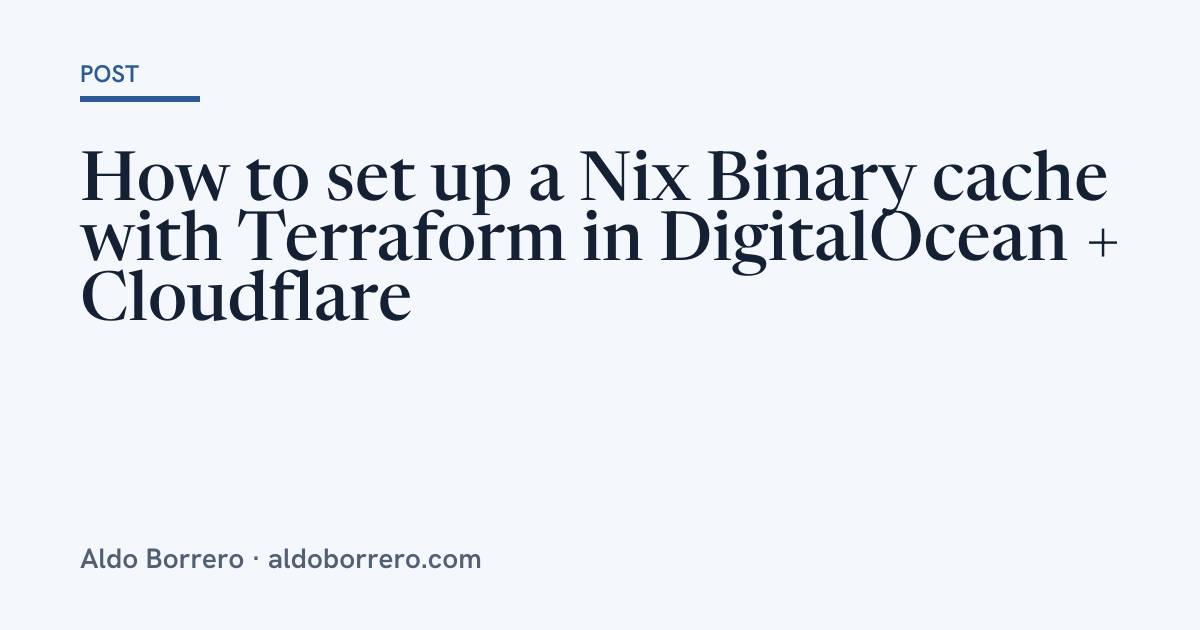 POST
How to set up a Nix Binary cache
with Terraform in DigitalOcean +
Cloudflare
Aldo Borrero · aldoborrero.com